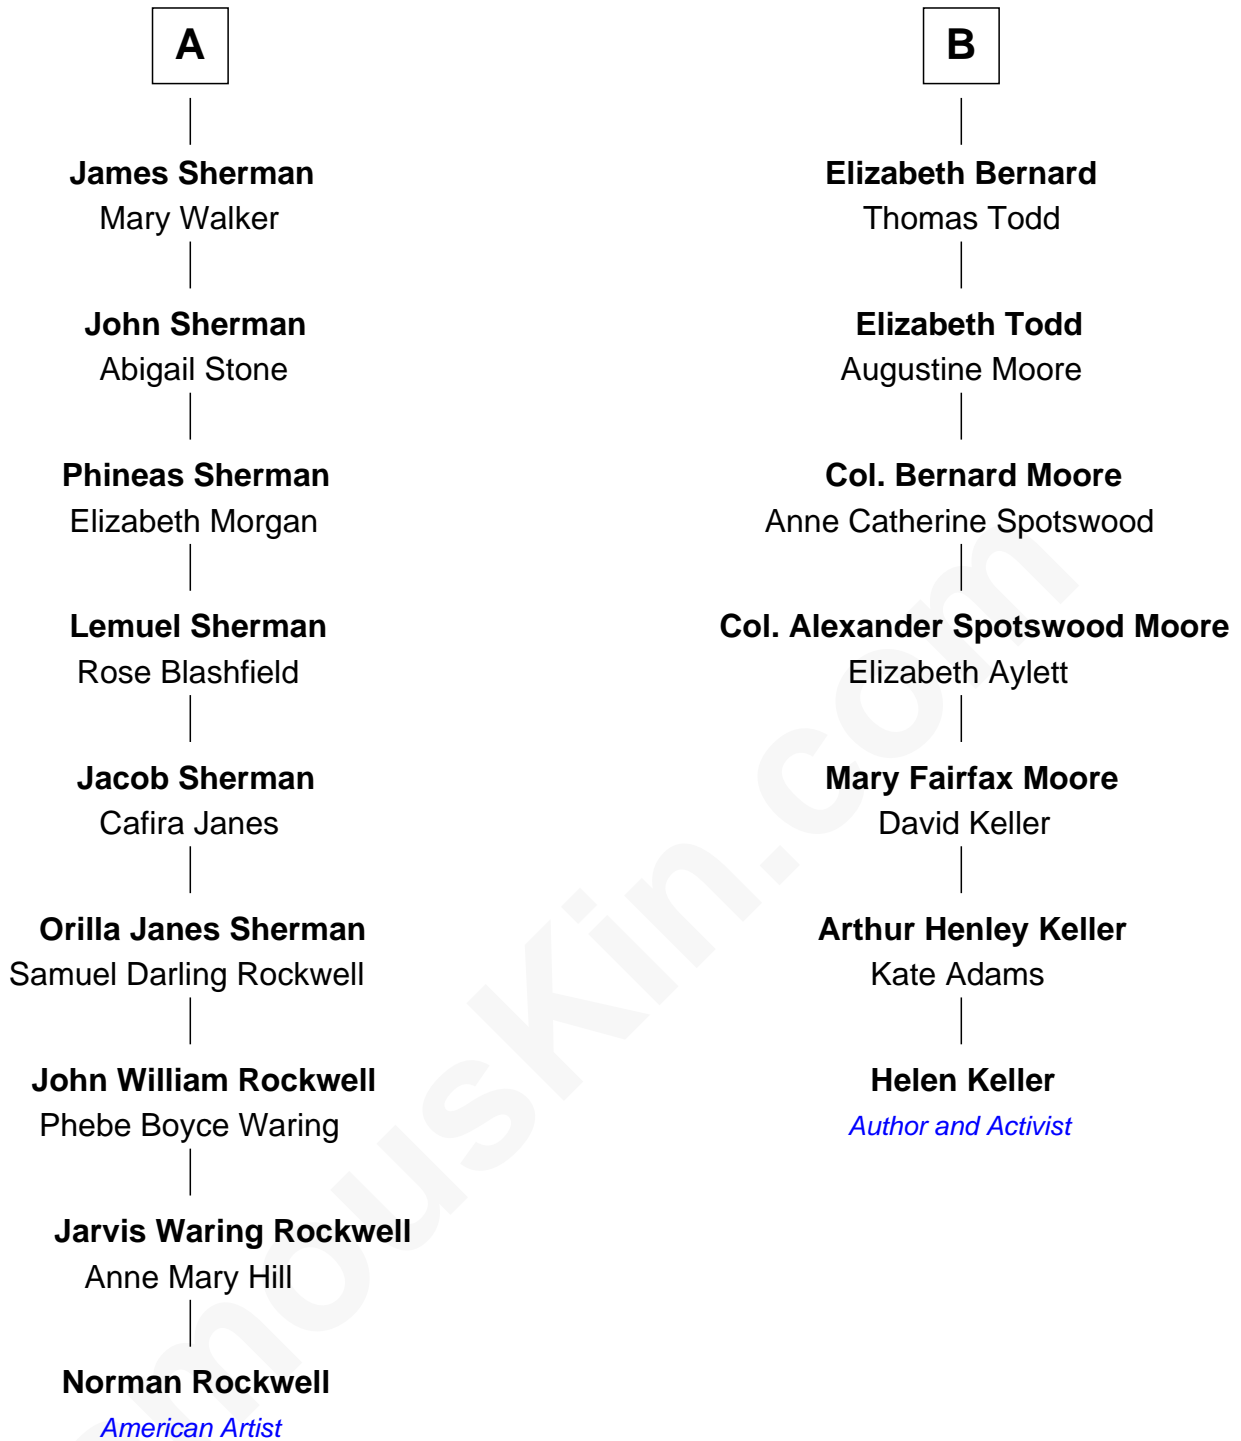 A
James Sherman
Mary Walker
John Sherman
Abigail Stone
Phineas Sherman
Elizabeth Morgan
Lemuel Sherman
Rose Blashfield
Jacob Sherman
Cafira Janes
Orilla Janes Sherman
Samuel Darling Rockwell
John William Rockwell
Phebe Boyce Waring
Jarvis Waring Rockwell
Anne Mary Hill
Norman Rockwell
American Artist
B
Elizabeth Bernard
Thomas Todd
Elizabeth Todd
Augustine Moore
Col. Bernard Moore
Anne Catherine Spotswood
Col. Alexander Spotswood Moore
Elizabeth Aylett
Mary Fairfax Moore
David Keller
Arthur Henley Keller
Kate Adams
Helen Keller
Author and Activist
mousKin.com